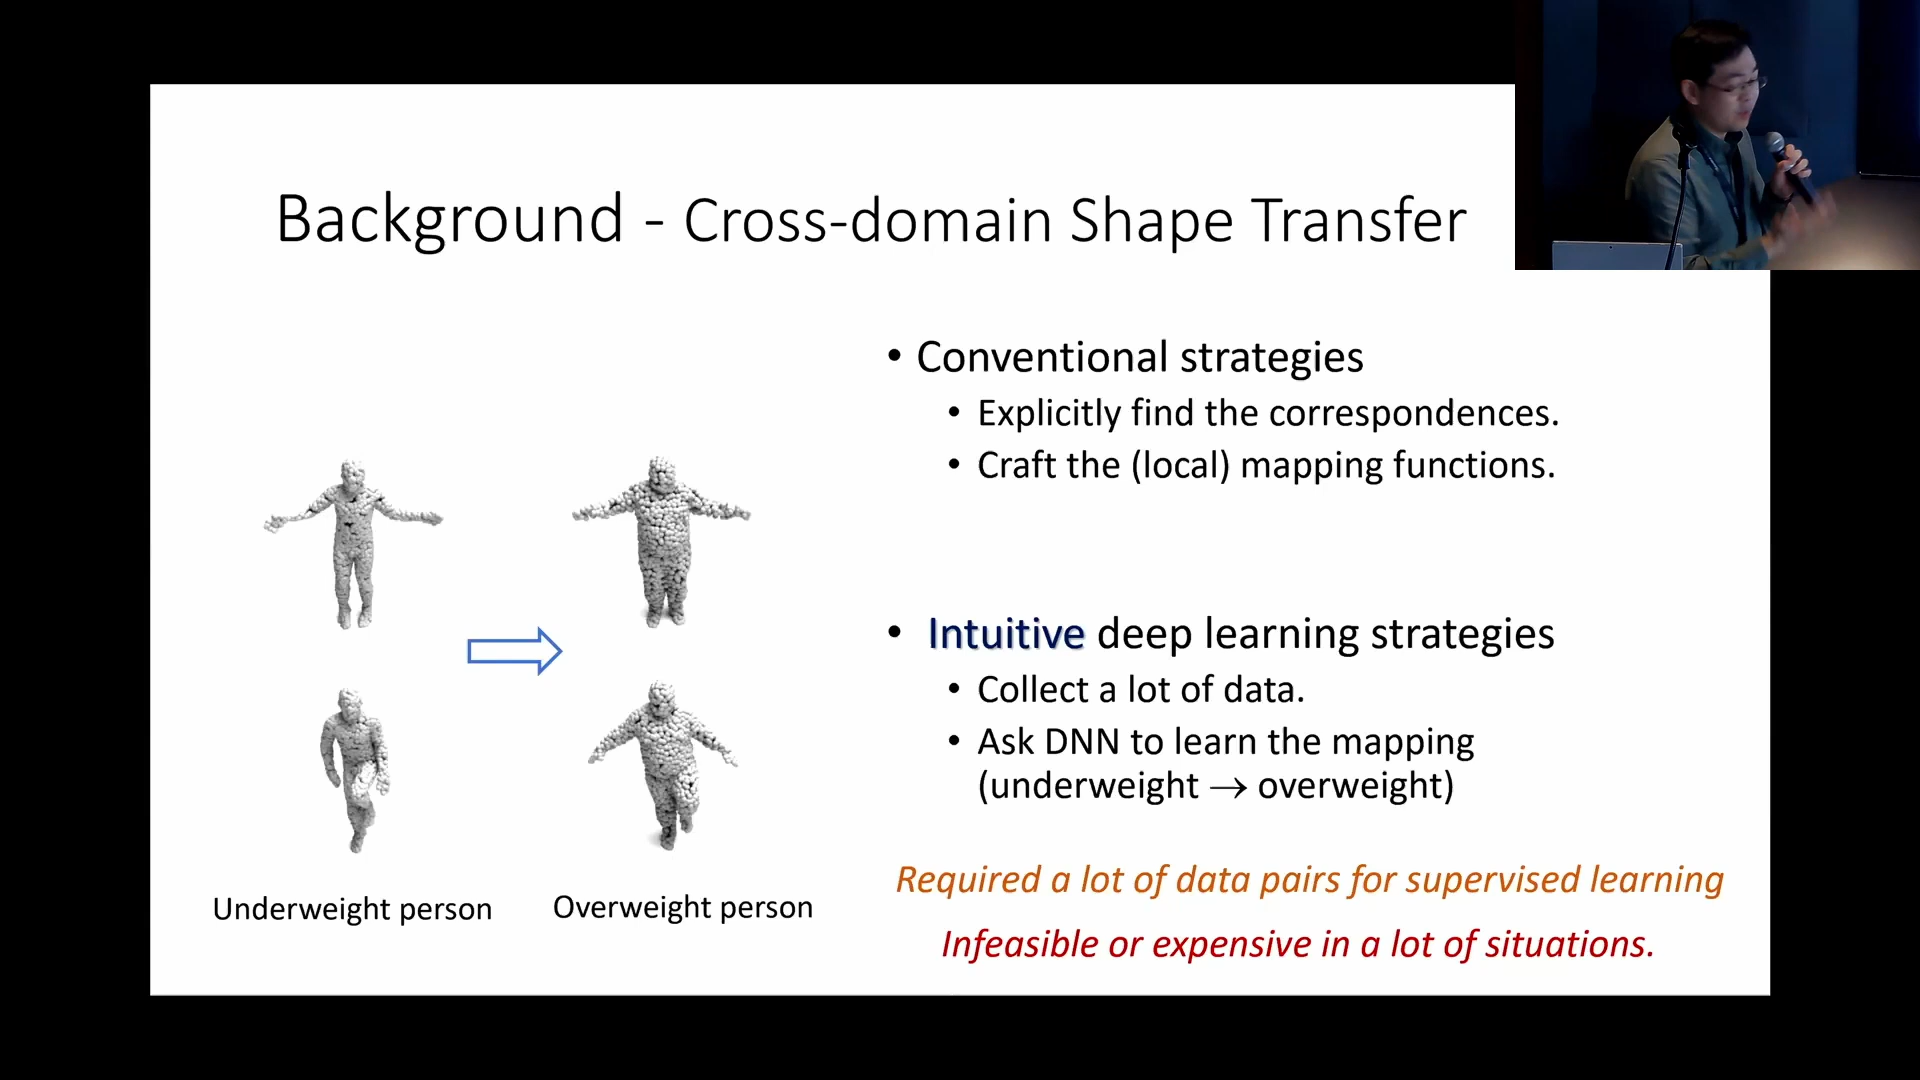 Background - Cross-domain Shape Transfer
• Conventional strategies
• Explicitly find the correspondences.
• Craft the (local) mapping functions.
• Intuitive deep learning strategies
• Collect a lot of data.
• Ask DNN to learn the mapping
(underweight → overweight)
Required a lot of data pairs for supervised learning
Infeasible or expensive in a lot of situations.
Underweight person
Overweight person